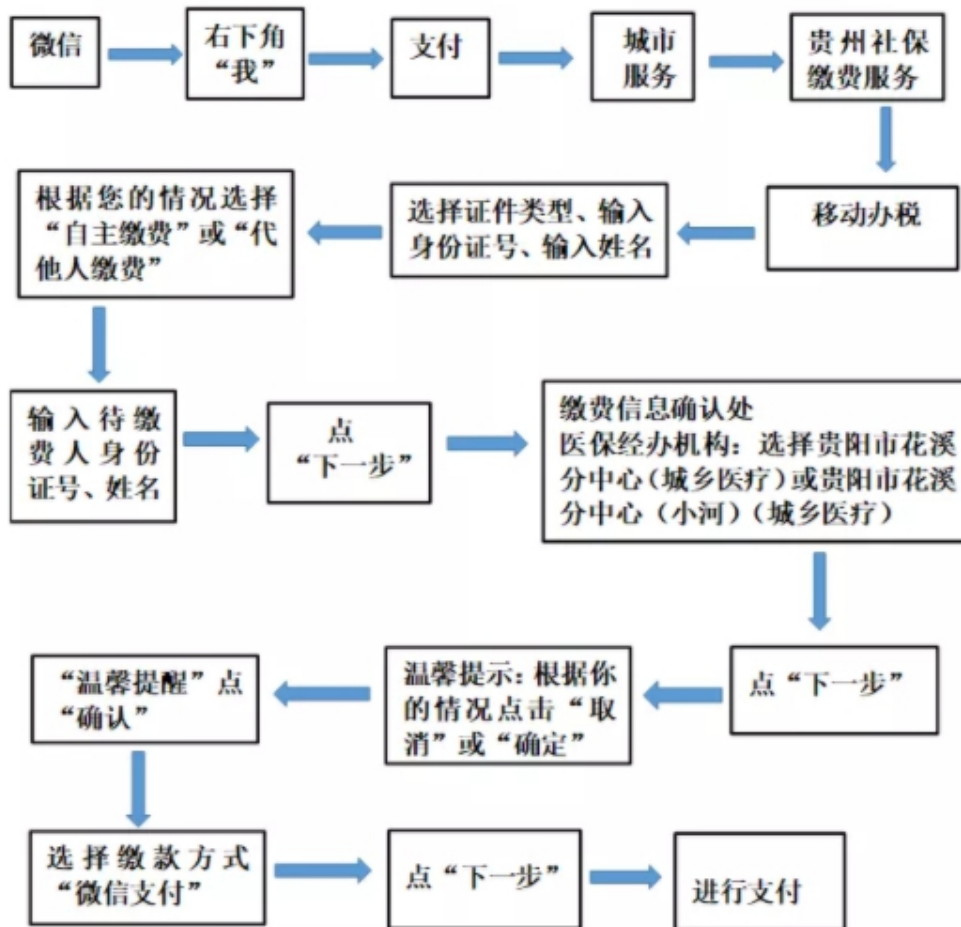 微信
右下角
“我”
支付
城市
服务
贵州社保
缴费服务
移动办税
选择证件类型、输入
身份证号、输入姓名
根据您的情况选择
“自主缴费”或“代
他人缴费”
输入待缴
费人身份
证号、姓名
点
“下一步”
缴费信息确认处
医保经办机构：选择贵阳市花溪
分中心（城乡医疗）或贵阳市花溪
分中心（小河）（城乡医疗）
点“下一步”
温馨提示：根据你
的情况点击“取
消”或“确定”
“温馨提醒”点
“确认”
选择缴款方式
“微信支付”
点“下一步”
进行支付